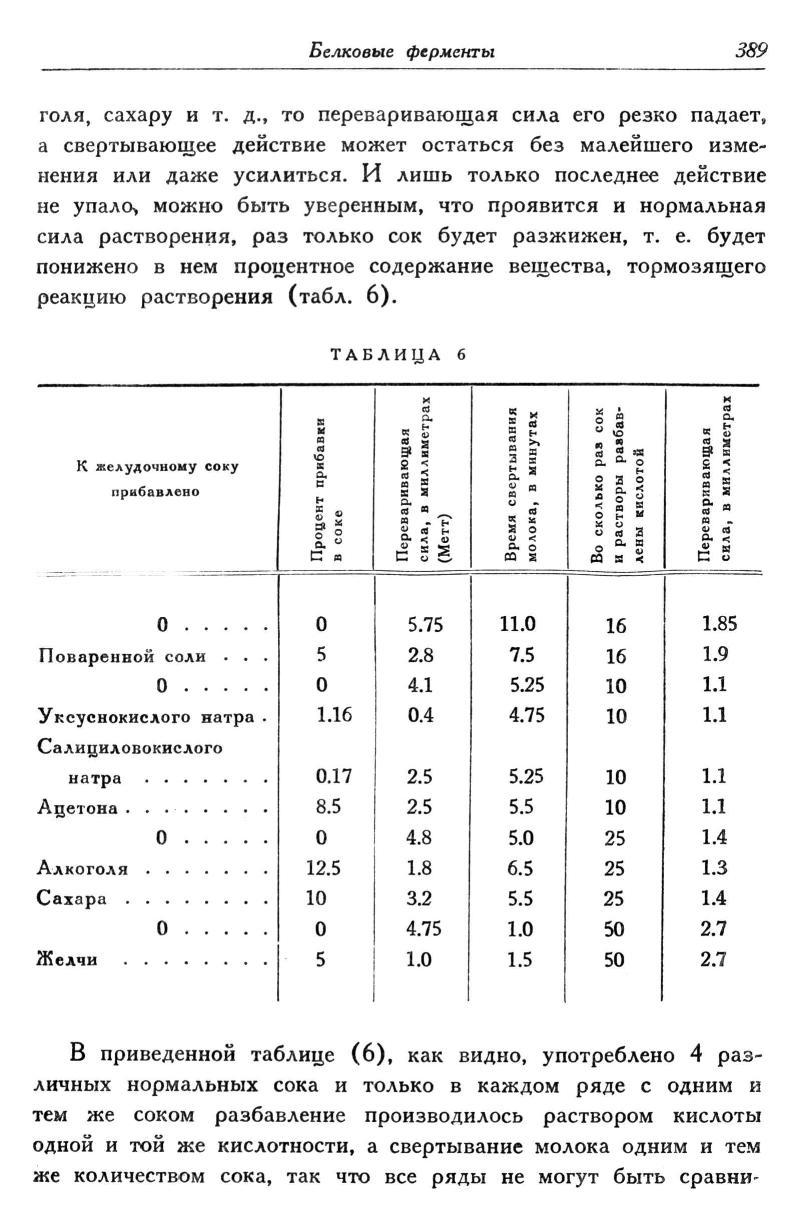 Белковые ферменты 389
голя, сахару и т. д., то переваривающая сила его резко падает,
а свертывающее действие может остаться без малейшего изме-
нения или даже усилиться. И лишь только последнее действие
не упало, можно быть уверенным, что проявится и нормальная
сила растворения, раз только сок будет разжижен, т. е. будет
понижено в нем процентное содержание вещества, тормозящего
реакцию растворения (табл. 6).
ТАБЛИЦА 6
К желудочному соку
прибавлено
Процент прибавки
в соке
Переваривающая
сила, в миллиметрах
(Метт)
Время свертывания
молока, в минутах
Во сколько раз сок
и растворы разбав-
лены кислотой
Переваривающая
сила, в миллиметрах
0 . . . . . 0 5.75 11.0 16 1.85
Поваренной соли . . . 5 2.8 7.5 16 1.9
0 . . . . . 0 4.1 5.25 10 1.1
Уксуснокислого натра . 1.16 0.4 4.75 10 1.1
Салициловокислого
натра . . . . . . . 0.17 2.5 5.25 10 1.1
Ацетона . . . . . . . . 8.5 2.5 5.5 10 1.1
0 . . . . . 0 4.8 5.0 25 1.4
Алкоголя . . . . . . . 12.5 1.8 6.5 25 1.3
Сахара . . . . . . . . 10 3.2 5.5 25 1.4
0 . . . . . 0 4.75 1.0 50 2.7
Желчи . . . . . . . . 5 1.0 1.5 50 2.7
В приведенной таблице (6), как видно, употреблено 4 раз-
личных нормальных сока и только в каждом ряде с одним и
тем же соком разбавление производилось раствором кислоты
одной и той же кислотности, а свертывание молока одним и тем
же количеством сока, так что все ряды не могут быть сравни-